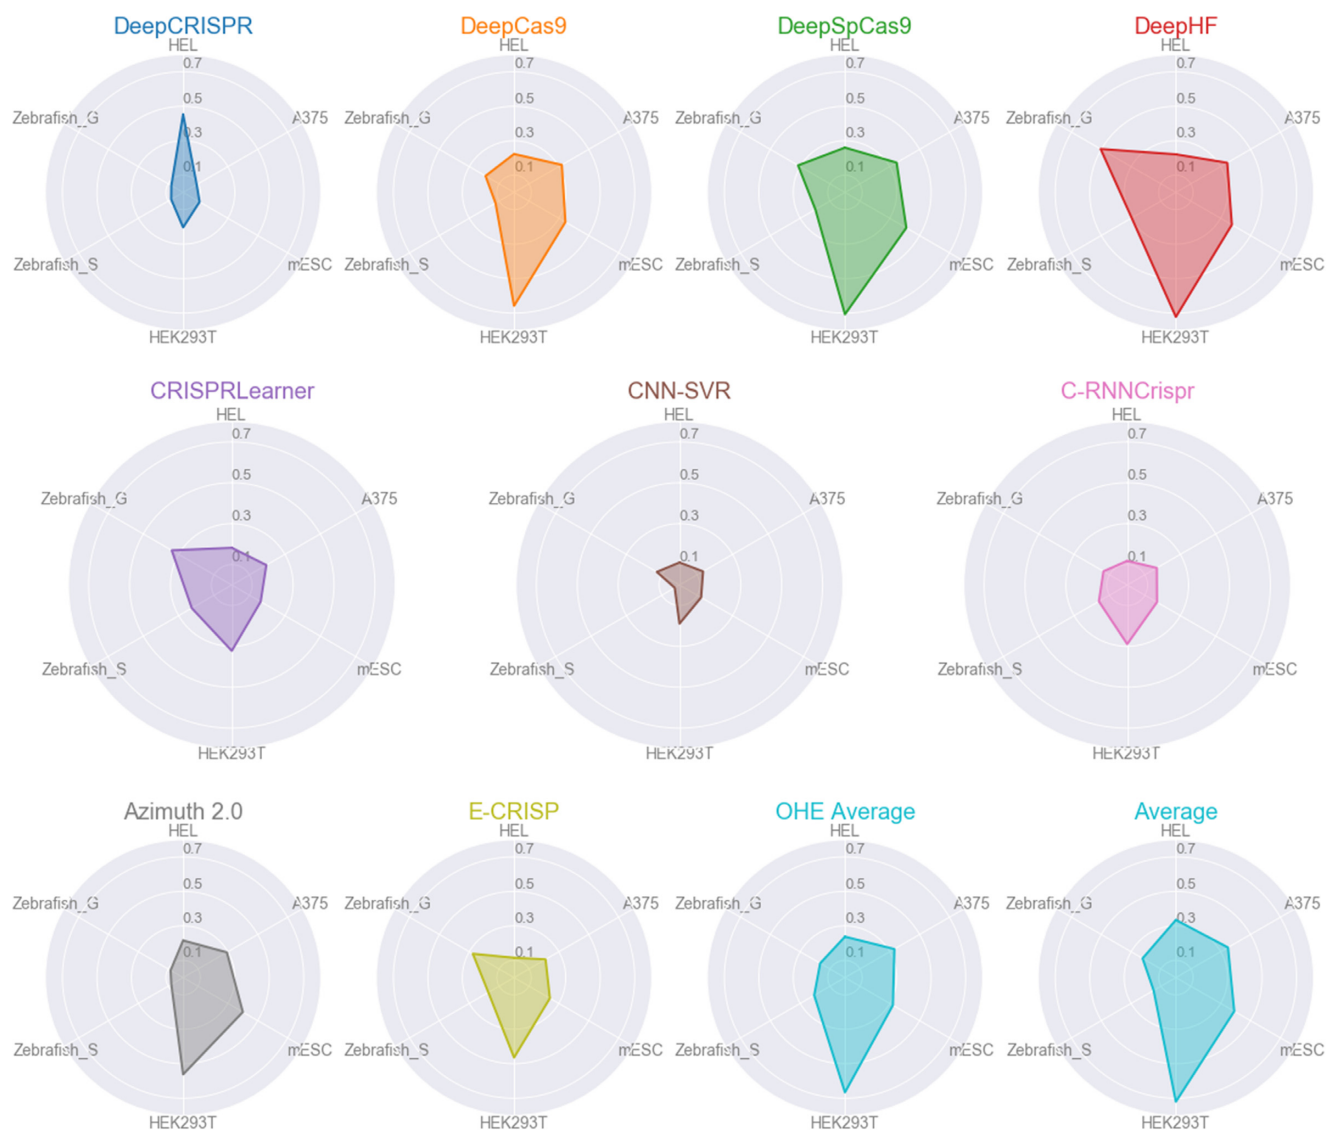 DeepCRISPR DeepCas9 DeepSpCas9 DeepHF
HEL HEL HEL HEL
0.7 0.7 0.7 0.7
0.5 0.5 0.5 0.5
Zebrafish_G A375 Zebrafish_G A375 Zebrafish_G A375 Zebrafish_G A375
0.3 0.3 0.3 0.3
0.1 0.1 0.1 0.1
Zebrafish_S mESC Zebrafish_S mESC Zebrafish_S mESC Zebrafish_S mESC
HEK293T HEK293T HEK293T HEK293T
CRISPRLearner CNN-SVR C-RNNCrispr
HEL HEL HEL
0.7 0.7 0.7
0.5 0.5 0.5
Zebrafish_G A375 Zebrafish_G A375 Zebrafish_G A375
0.3 0.3 0.3
0.1 0.1 0.1
Zebrafish_S mESC Zebrafish_S mESC Zebrafish_S mESC
HEK293T HEK293T HEK293T
Azimuth 2.0 E-CRISP OHE Average Average
HEL HEL HEL HEL
0.7 0.7 0.7 0.7
0.5 0.5 0.5 0.5
Zebrafish_G A375 Zebrafish_G A375 Zebrafish_G A375 Zebrafish_G A375
0.3 0.3 0.3 0.3
0.1 0.1 0.1 0.1
Zebrafish_S mESC Zebrafish_S mESC Zebrafish_S mESC Zebrafish_S mESC
HEK293T HEK293T HEK293T HEK293T